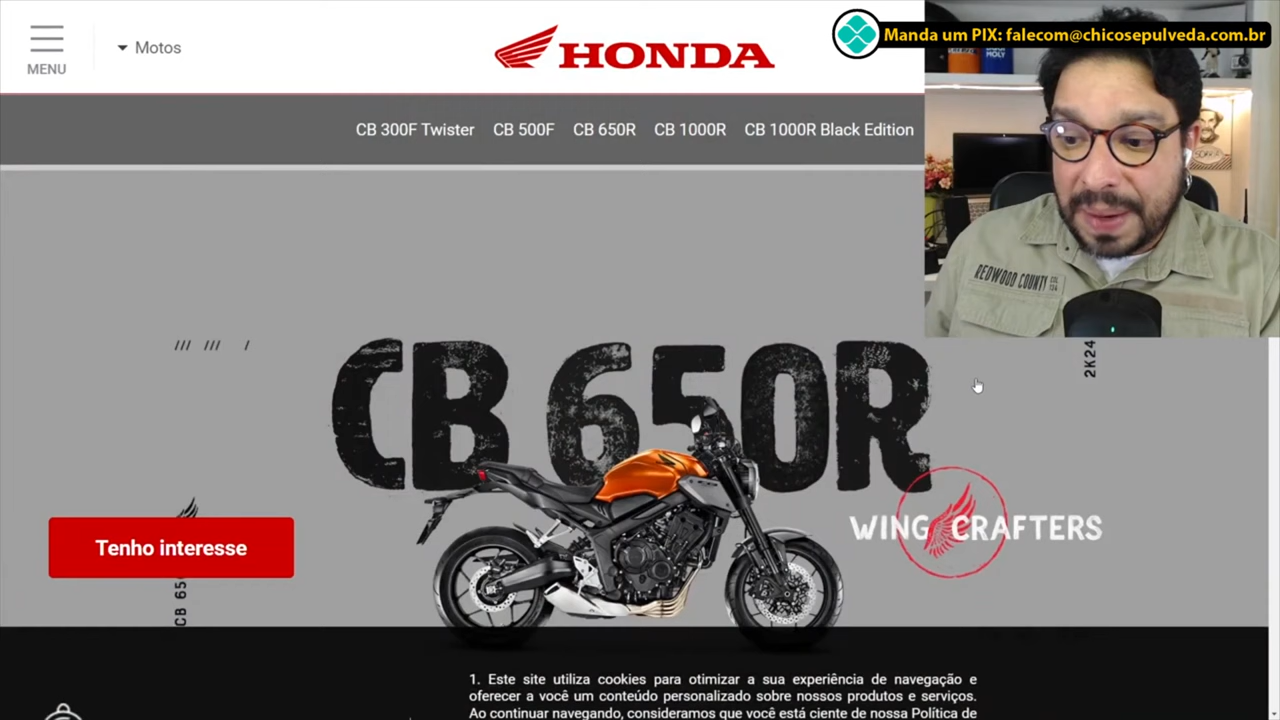 MENU
Motos
HONDA
Manda um PIX: falecom@chicosepulveda.com.br
CB 300F Twister
CB 500F
CB 650R
CB 1000R
CB 1000R Black Edition
MOLY
REDWOOD COUNTY
CB 650R
2K24
WING CRAFTERS
Tenho interesse
CB 65
1. Este site utiliza cookies para otimizar a sua experiência de navegação e
oferecer a você um conteúdo personalizado sobre nossos produtos e serviços.
Ao continuar navegando, consideramos que você está ciente de nossa Política de